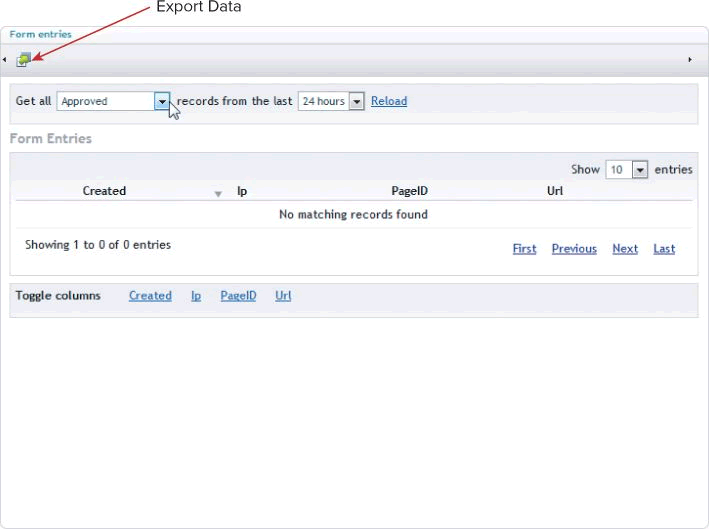 Export Data
Form entries
Get all Approved records from the last 24 hours Reload
Form Entries
Show 10 entries
Created Ip PageID Url
No matching records found
Showing 1 to 0 of 0 entries
First Previous Next Last
Toggle columns Created Ip PageID Url